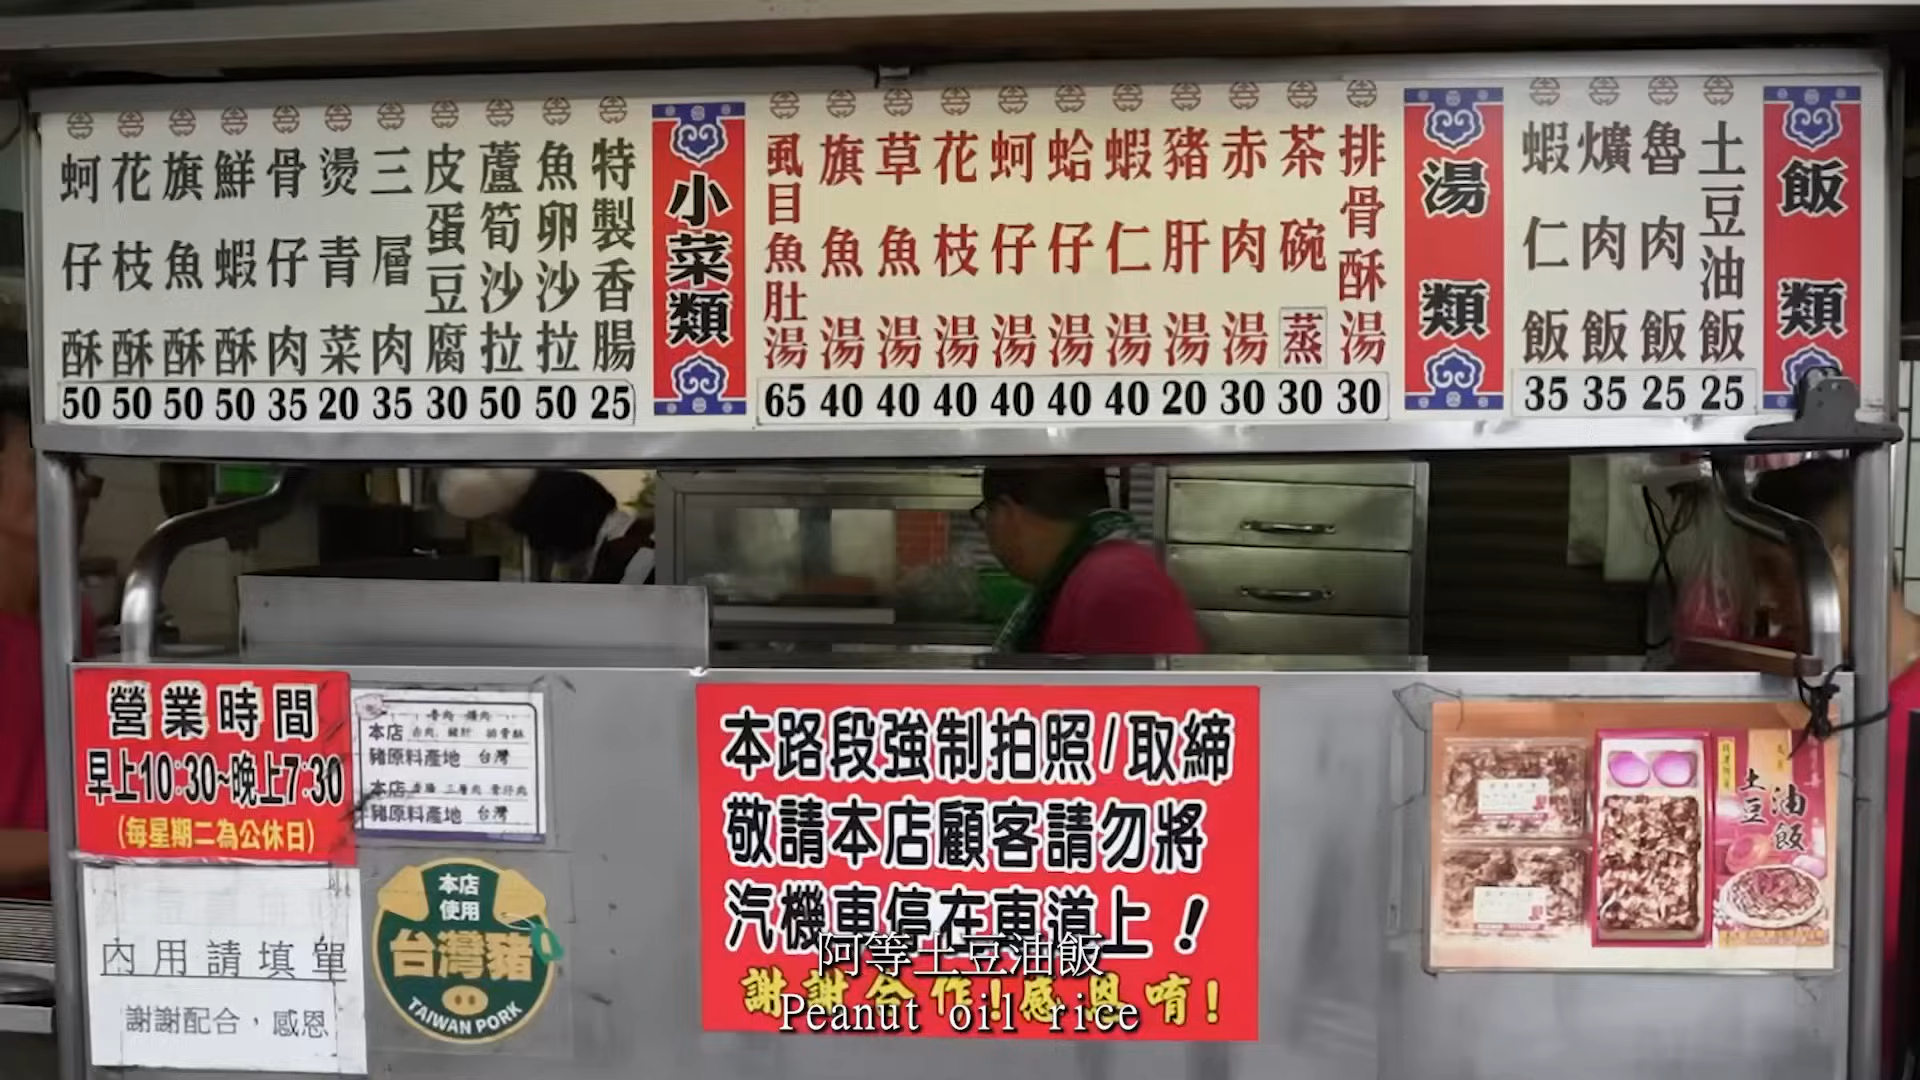 飯類
土豆油飯 25
魯肉飯 25
爌肉飯 35
蝦仁飯 35
湯類
排骨酥湯 30
茶碗蒸 30
赤肉湯 30
豬肝湯 20
蝦仁湯 40
蛤仔湯 40
蚵仔湯 40
花枝湯 40
草魚湯 40
旗魚湯 40
虱目魚肚湯 65
小菜類
特製香腸 25
魚卵沙拉 50
蘆筍沙拉 50
皮蛋豆腐 30
三層肉 35
燙青菜 20
骨仔肉 35
鮮蝦酥 50
旗魚酥 50
花枝酥 50
蚵仔酥 50
營業時間
早上10:30~晚上7:30
(每星期二為公休日)
本店
豬原料產地 台灣
本店 三層肉 骨仔肉
豬原料產地 台灣
內用請填單
謝謝配合,感恩
本店
使用
台灣豬
TAIWAN PORK
本路段強制拍照/取締
敬請本店顧客請勿將
汽機車停在車道上!
謝謝合作!感恩唷!
土豆油飯
阿等土豆油飯
Peanut oil rice